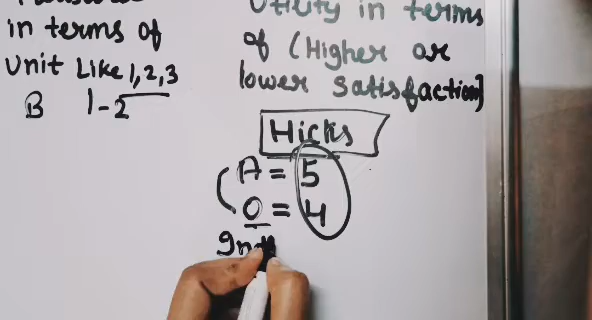 in terms of
Unit Like 1, 2, 3
B 1-2
Utility in terms
of (Higher or
lower satisfaction]
Hicks
A = 5
O = 4